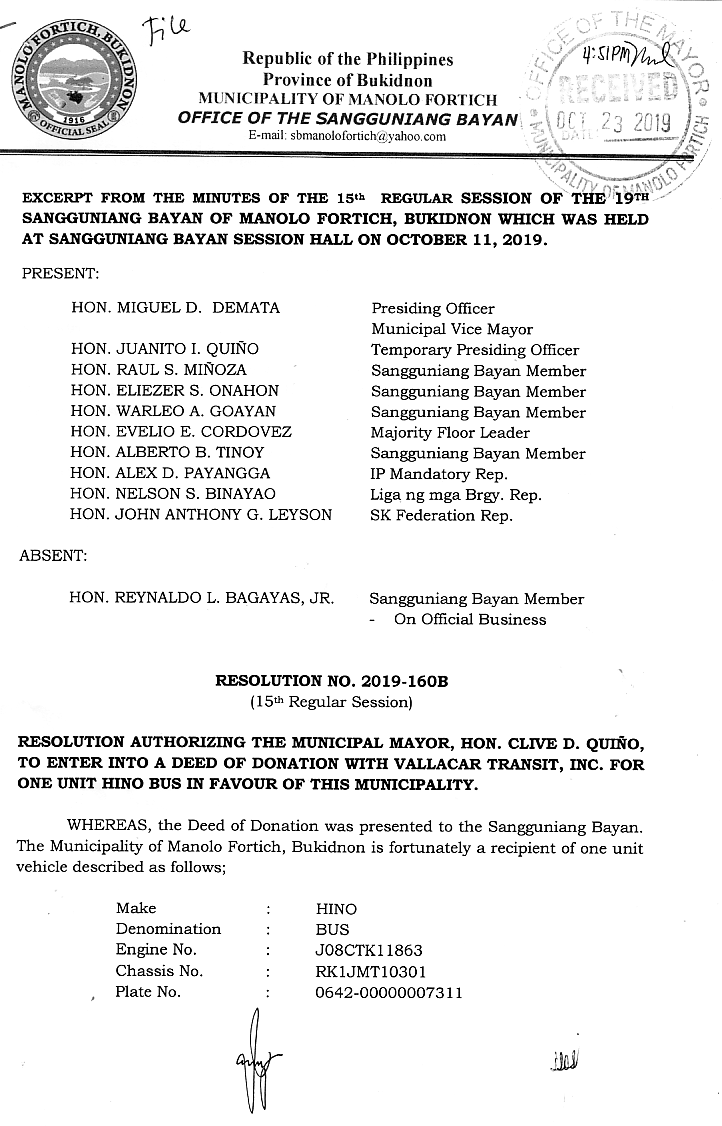 File
MANOLO FORTICH, BUKIDNON
1916
OFFICIAL SEAL
Republic of the Philippines
Province of Bukidnon
MUNICIPALITY OF MANOLO FORTICH
OFFICE OF THE SANGGUNIANG BAYAN
E-mail: sbmanolofortich@yahoo.com
OFFICE OF THE MAYOR
4:51PM
RECEIVED
OCT 23 2019
DATE:
MUNICIPALITY OF MANOLO FORTICH
EXCERPT FROM THE MINUTES OF THE 15th REGULAR SESSION OF THE 19TH
SANGGUNIANG BAYAN OF MANOLO FORTICH, BUKIDNON WHICH WAS HELD
AT SANGGUNIANG BAYAN SESSION HALL ON OCTOBER 11, 2019.
PRESENT:
HON. MIGUEL D. DEMATA Presiding Officer
Municipal Vice Mayor
HON. JUANITO I. QUIÑO Temporary Presiding Officer
HON. RAUL S. MIÑOZA Sangguniang Bayan Member
HON. ELIEZER S. ONAHON Sangguniang Bayan Member
HON. WARLEO A. GOAYAN Sangguniang Bayan Member
HON. EVELIO E. CORDOVEZ Majority Floor Leader
HON. ALBERTO B. TINOY Sangguniang Bayan Member
HON. ALEX D. PAYANGGA IP Mandatory Rep.
HON. NELSON S. BINAYAO Liga ng mga Brgy. Rep.
HON. JOHN ANTHONY G. LEYSON SK Federation Rep.
ABSENT:
HON. REYNALDO L. BAGAYAS, JR. Sangguniang Bayan Member
- On Official Business
RESOLUTION NO. 2019-160B
(15th Regular Session)
RESOLUTION AUTHORIZING THE MUNICIPAL MAYOR, HON. CLIVE D. QUIÑO,
TO ENTER INTO A DEED OF DONATION WITH VALLACAR TRANSIT, INC. FOR
ONE UNIT HINO BUS IN FAVOUR OF THIS MUNICIPALITY.
WHEREAS, the Deed of Donation was presented to the Sangguniang Bayan.
The Municipality of Manolo Fortich, Bukidnon is fortunately a recipient of one unit
vehicle described as follows;
Make : HINO
Denomination : BUS
Engine No. : J08CTK11863
Chassis No. : RK1JMT10301
Plate No. : 0642-00000007311